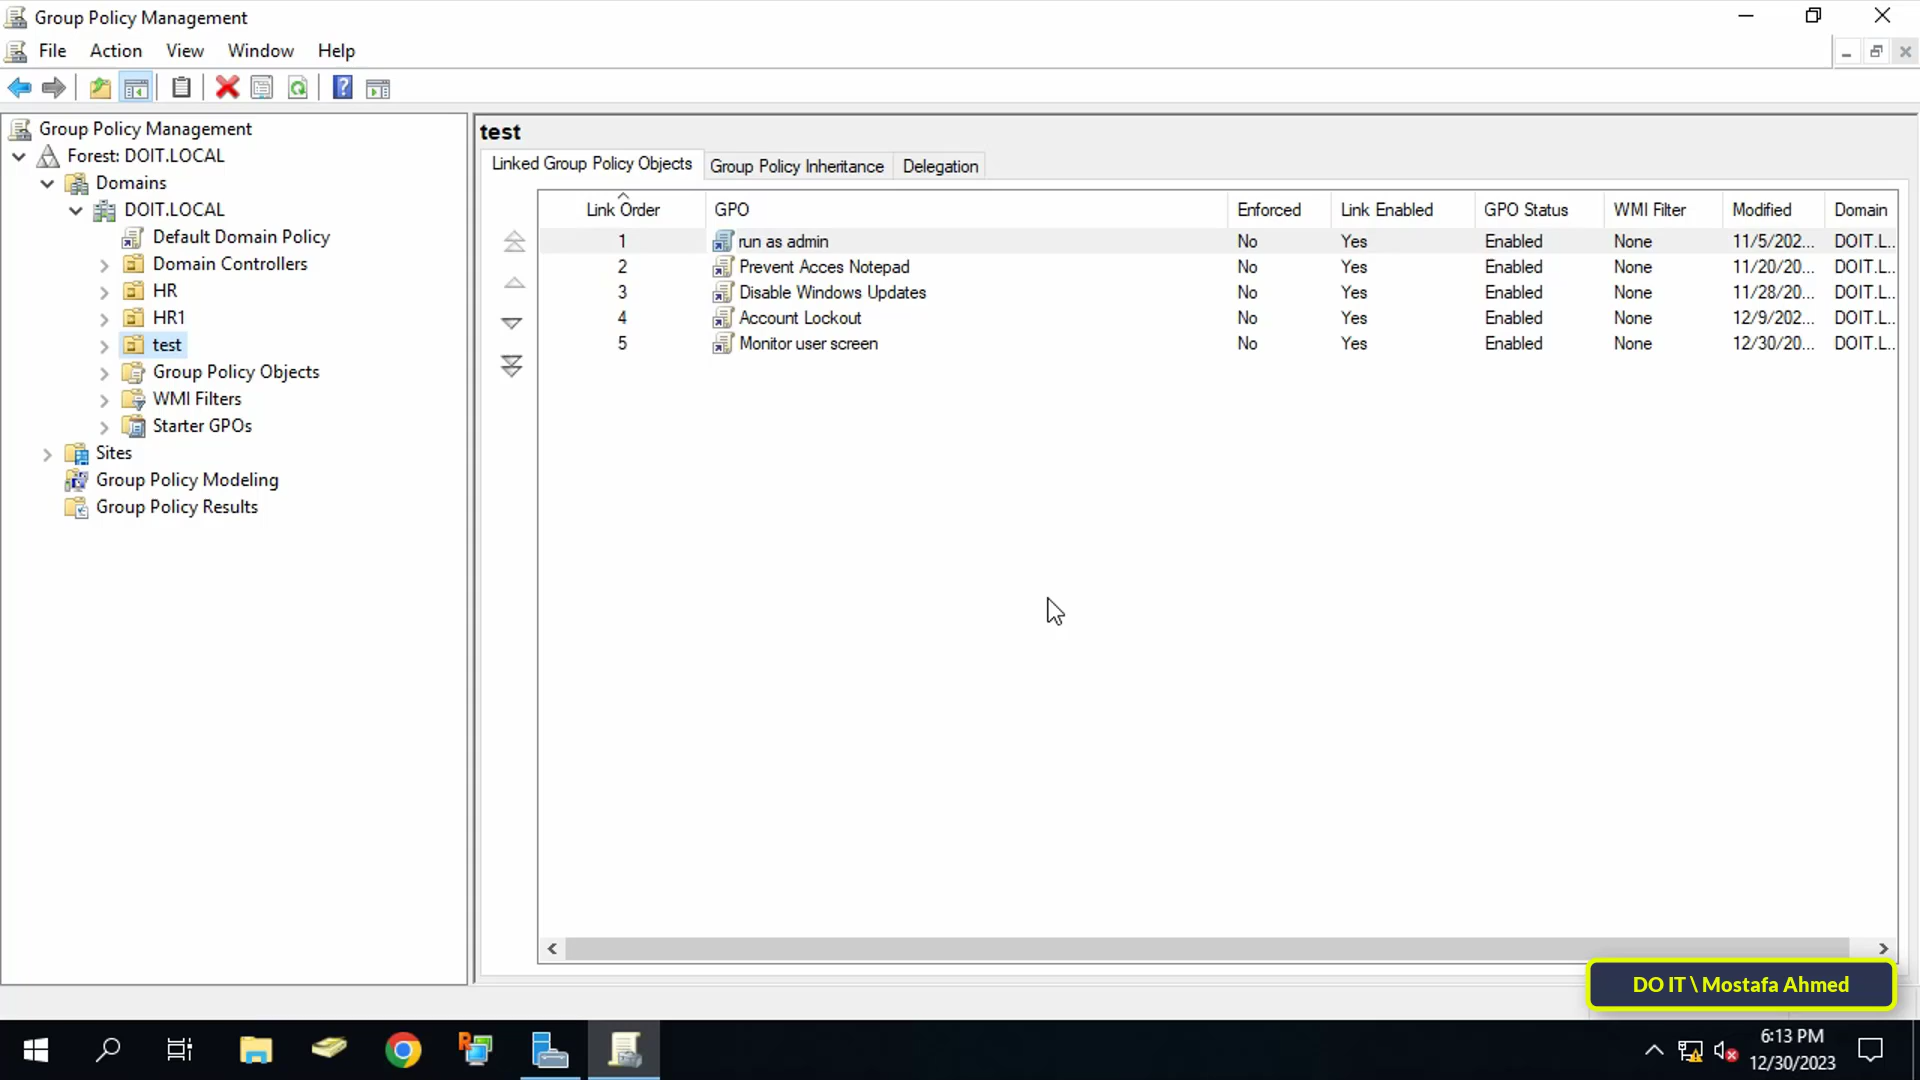 Group Policy Management
File Action View Window Help
Group Policy Management
Forest: DOIT.LOCAL
Domains
DOIT.LOCAL
Default Domain Policy
Domain Controllers
HR
HR1
test
Group Policy Objects
WMI Filters
Starter GPOs
Sites
Group Policy Modeling
Group Policy Results
test
Linked Group Policy Objects Group Policy Inheritance Delegation
Link Order GPO Enforced Link Enabled GPO Status WMI Filter Modified Domain
1 run as admin No Yes Enabled None 11/5/202... DOIT.L..
2 Prevent Acces Notepad No Yes Enabled None 11/20/20... DOIT.L..
3 Disable Windows Updates No Yes Enabled None 11/28/20... DOIT.L..
4 Account Lockout No Yes Enabled None 12/9/202... DOIT.L..
5 Monitor user screen No Yes Enabled None 12/30/20... DOIT.L..
DO IT \ Mostafa Ahmed
6:13 PM
12/30/2023